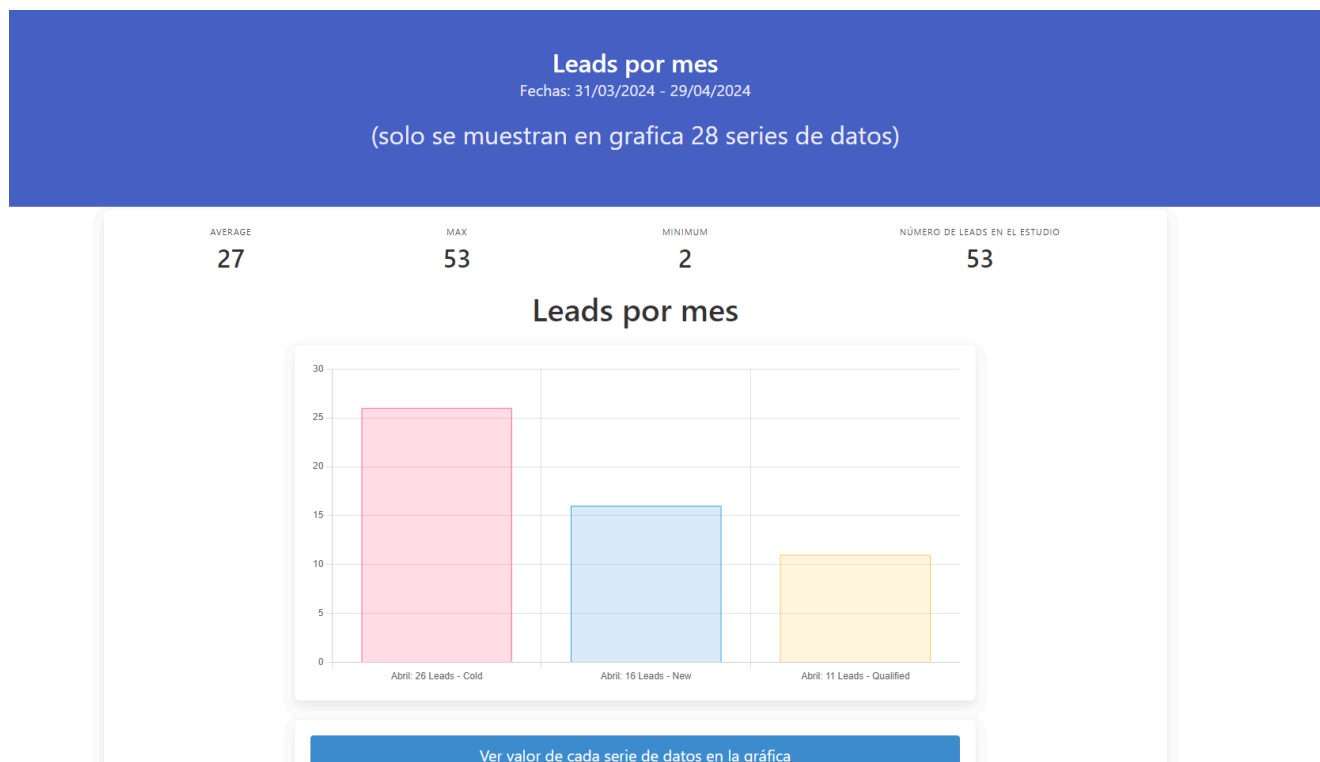 Leads por mes
Fechas: 31/03/2024 - 29/04/2024
(solo se muestran en grafica 28 series de datos)
AVERAGE
27
MAX
53
MINIMUM
2
NÚMERO DE LEADS EN EL ESTUDIO
53
Leads por mes
30
25
20
15
10
5
0
Abril: 26 Leads - Cold
Abril: 16 Leads - New
Abril: 11 Leads - Qualified
Ver valor de cada serie de datos en la gráfica